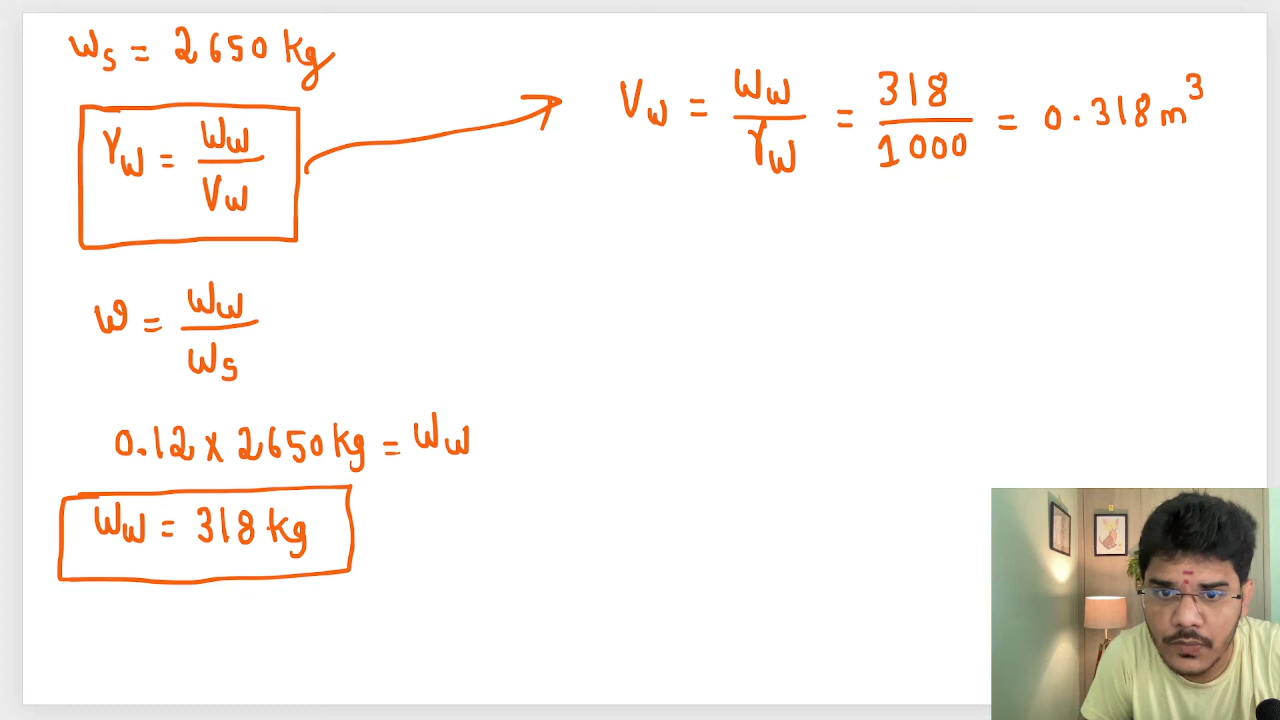 Ws = 2650 kg
γw = Ww / Vw
Vw = Ww / γw = 318 / 1000 = 0.318 m³
w = Ww / Ws
0.12 x 2650 kg = Ww
Ww = 318 kg